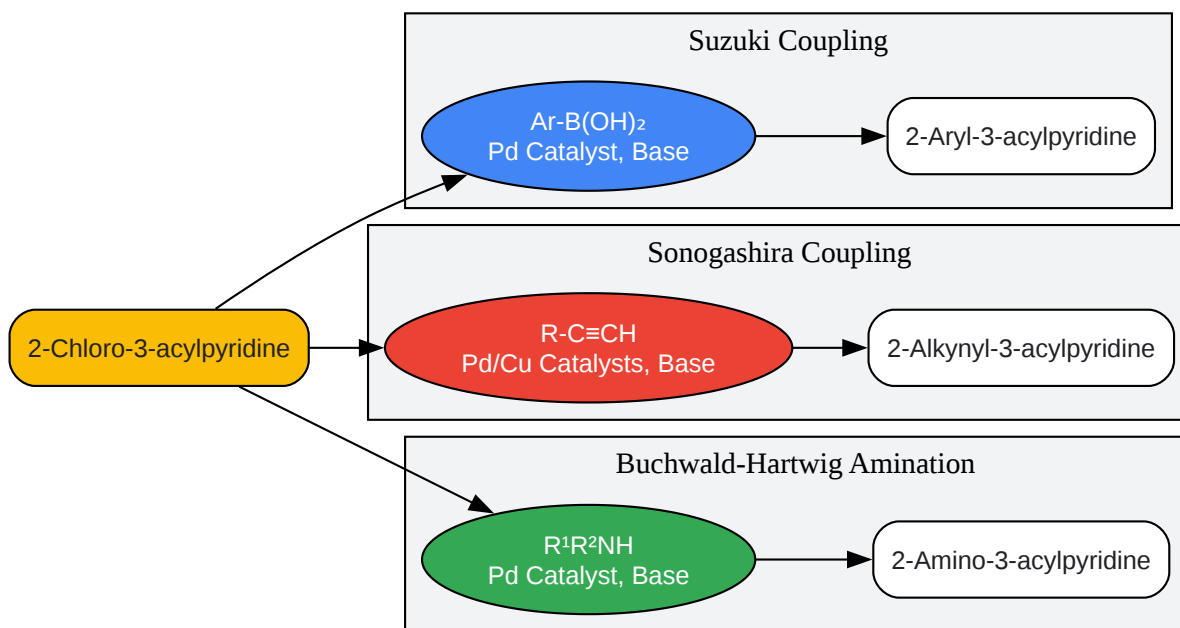 Suzuki Coupling
Ar-B(OH)₂
Pd Catalyst, Base
2-Aryl-3-acylpyridine
Sonogashira Coupling
2-Chloro-3-acylpyridine
R-C≡CH
Pd/Cu Catalysts, Base
2-Alkynyl-3-acylpyridine
Buchwald-Hartwig Amination
R¹R²NH
Pd Catalyst, Base
2-Amino-3-acylpyridine